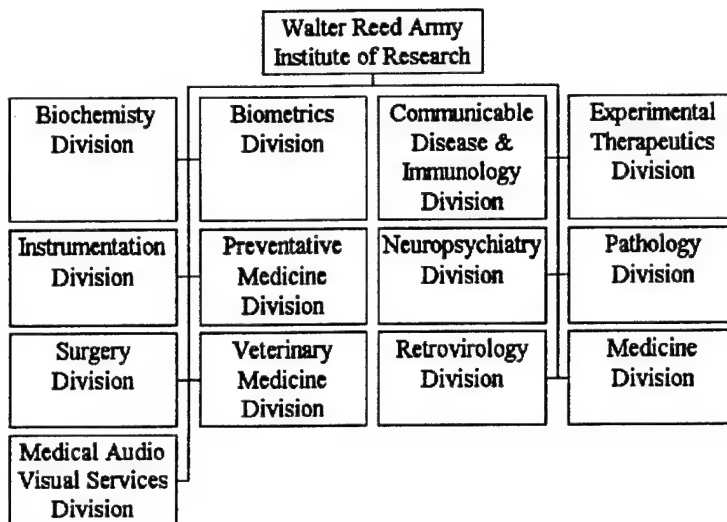 Walter Reed Army
Institute of Research
Biochemisty
Division
Biometrics
Division
Communicable
Disease &
Immunology
Division
Experimental
Therapeutics
Division
Instrumentation
Division
Preventative
Medicine
Division
Neuropsychiatry
Division
Pathology
Division
Surgery
Division
Veterinary
Medicine
Division
Retrovirology
Division
Medicine
Division
Medical Audio
Visual Services
Division